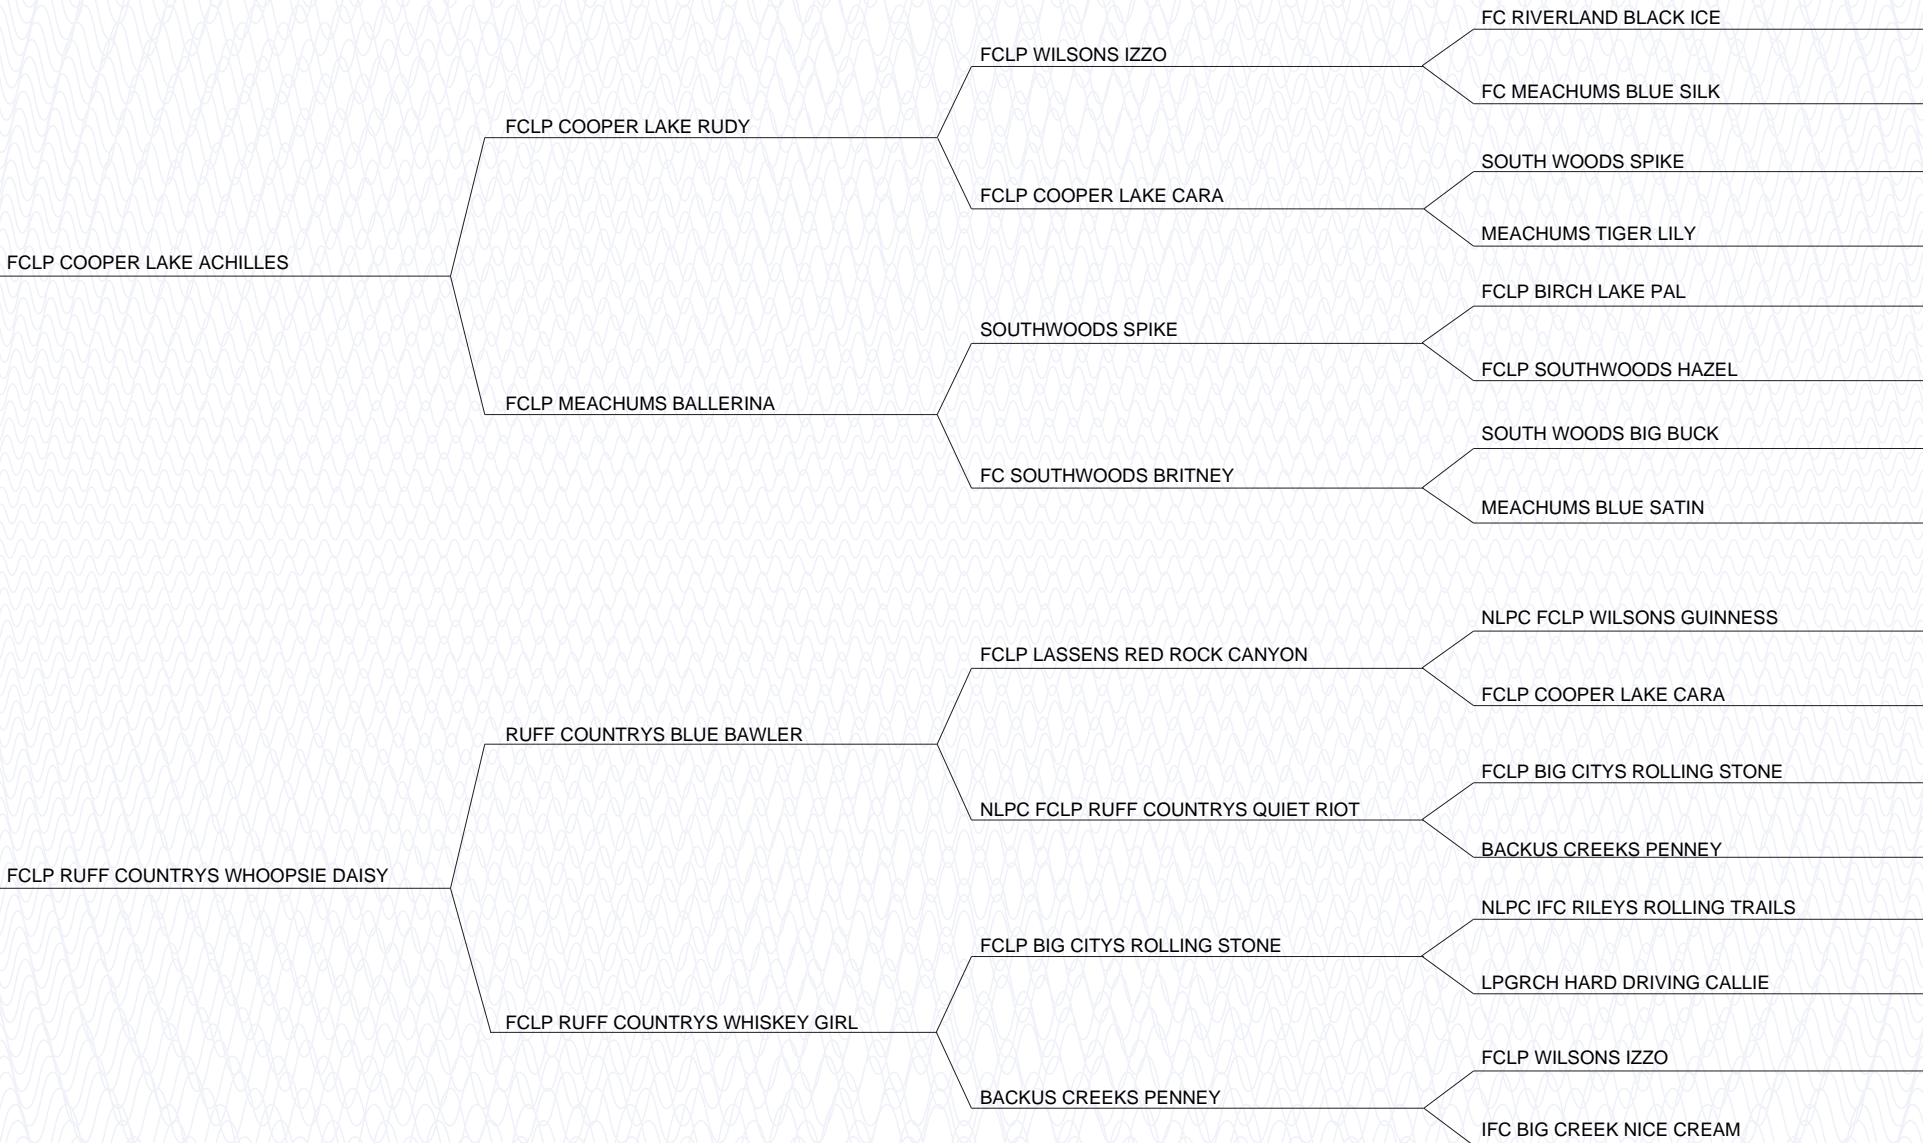 FC RIVERLAND BLACK ICE
FCLP WILSONS IZZO
FC MEACHUMS BLUE SILK
FCLP COOPER LAKE RUDY
SOUTH WOODS SPIKE
FCLP COOPER LAKE CARA
MEACHUMS TIGER LILY
FCLP COOPER LAKE ACHILLES
FCLP BIRCH LAKE PAL
SOUTHWOODS SPIKE
FCLP SOUTHWOODS HAZEL
FCLP MEACHUMS BALLERINA
SOUTH WOODS BIG BUCK
FC SOUTHWOODS BRITNEY
MEACHUMS BLUE SATIN
NLPC FCLP WILSONS GUINNESS
FCLP LASSENS RED ROCK CANYON
FCLP COOPER LAKE CARA
RUFF COUNTRYS BLUE BAWLER
FCLP BIG CITYS ROLLING STONE
NLPC FCLP RUFF COUNTRYS QUIET RIOT
BACKUS CREEKS PENNEY
FCLP RUFF COUNTRYS WHOOPSIE DAISY
NLPC IFC RILEYS ROLLING TRAILS
FCLP BIG CITYS ROLLING STONE
LPGRCH HARD DRIVING CALLIE
FCLP RUFF COUNTRYS WHISKEY GIRL
FCLP WILSONS IZZO
BACKUS CREEKS PENNEY
IFC BIG CREEK NICE CREAM